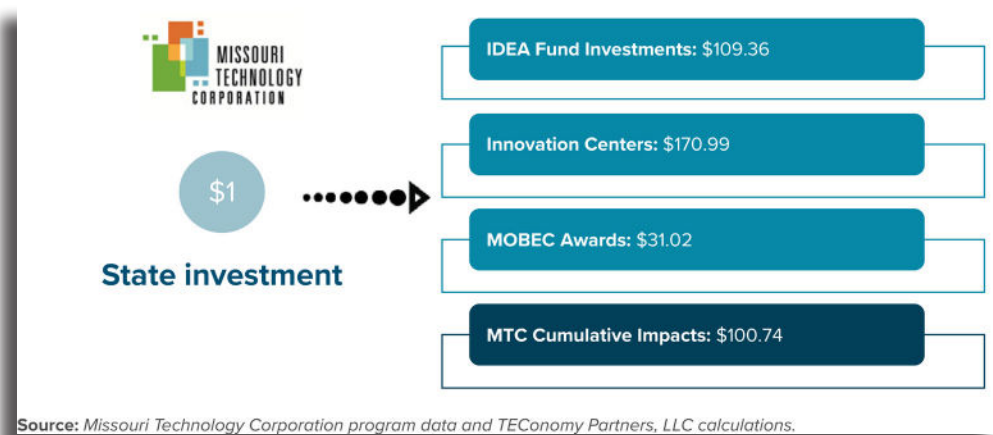 MISSOURI
TECHNOLOGY
CORPORATION
$1
State investment
IDEA Fund Investments: $109.36
Innovation Centers: $170.99
MOBEC Awards: $31.02
MTC Cumulative Impacts: $100.74
Source: Missouri Technology Corporation program data and TEConomy Partners, LLC calculations.